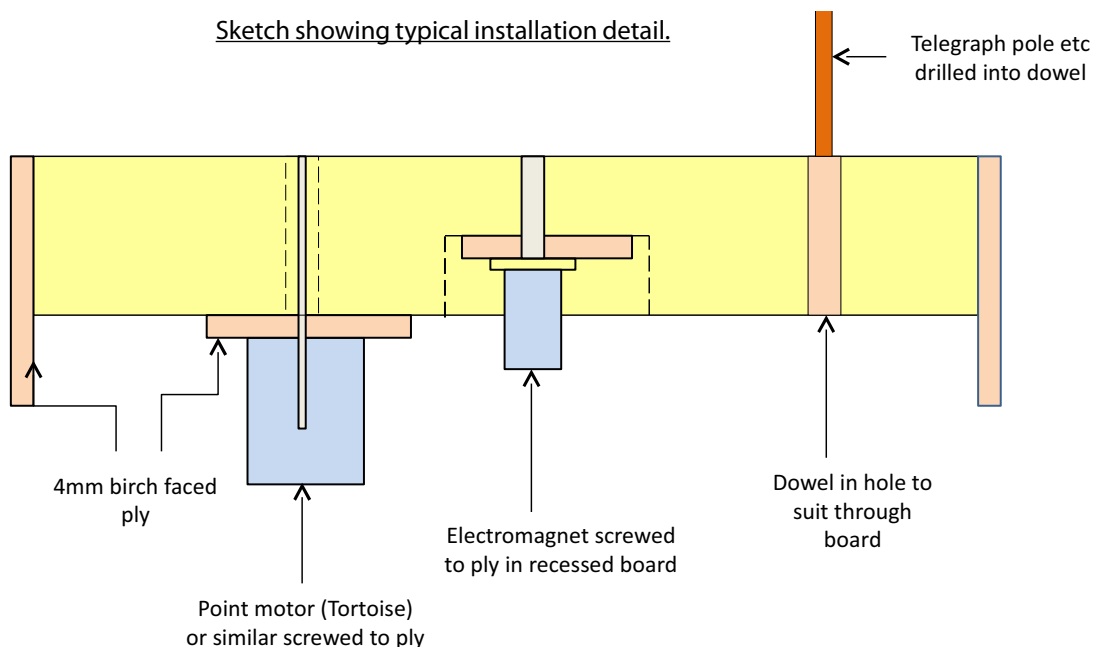 Sketch showing typical installation detail.
Telegraph pole etc
drilled into dowel
4mm birch faced
ply
Dowel in hole to
suit through
board
Electromagnet screwed
to ply in recessed board
Point motor (Tortoise)
or similar screwed to ply